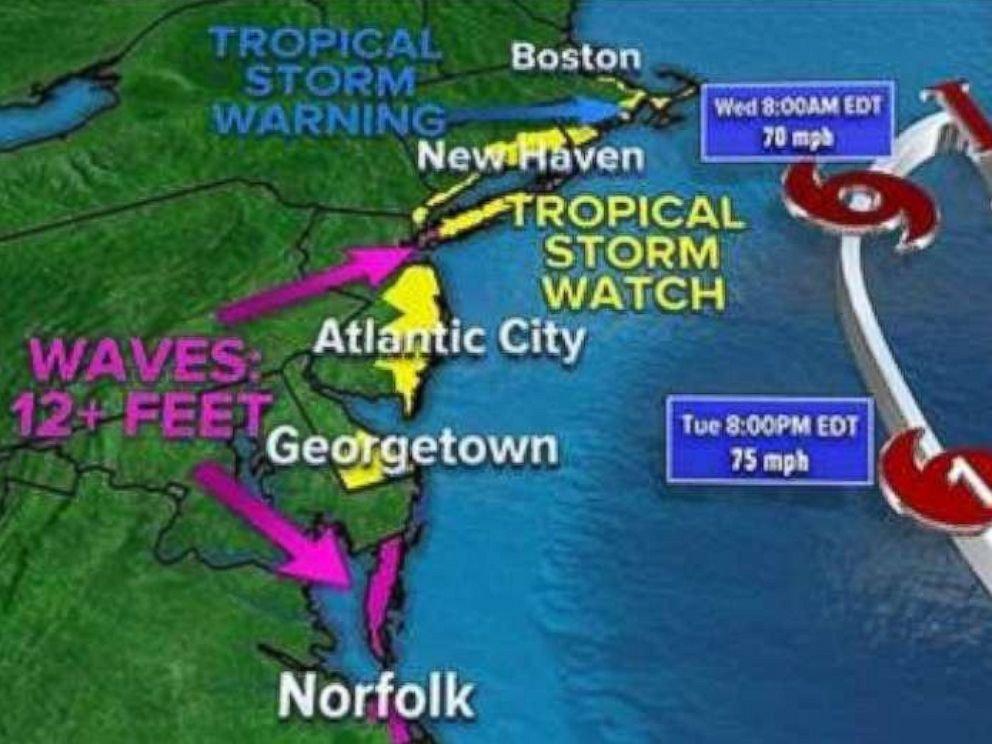 TROPICAL
STORM
WARNING
Boston
Wed 8:00AM EDT
70 mph
New Haven
TROPICAL
STORM
WATCH
Atlantic City
WAVES:
12+ FEET
Tue 8:00PM EDT
75 mph
Georgetown
1
Norfolk